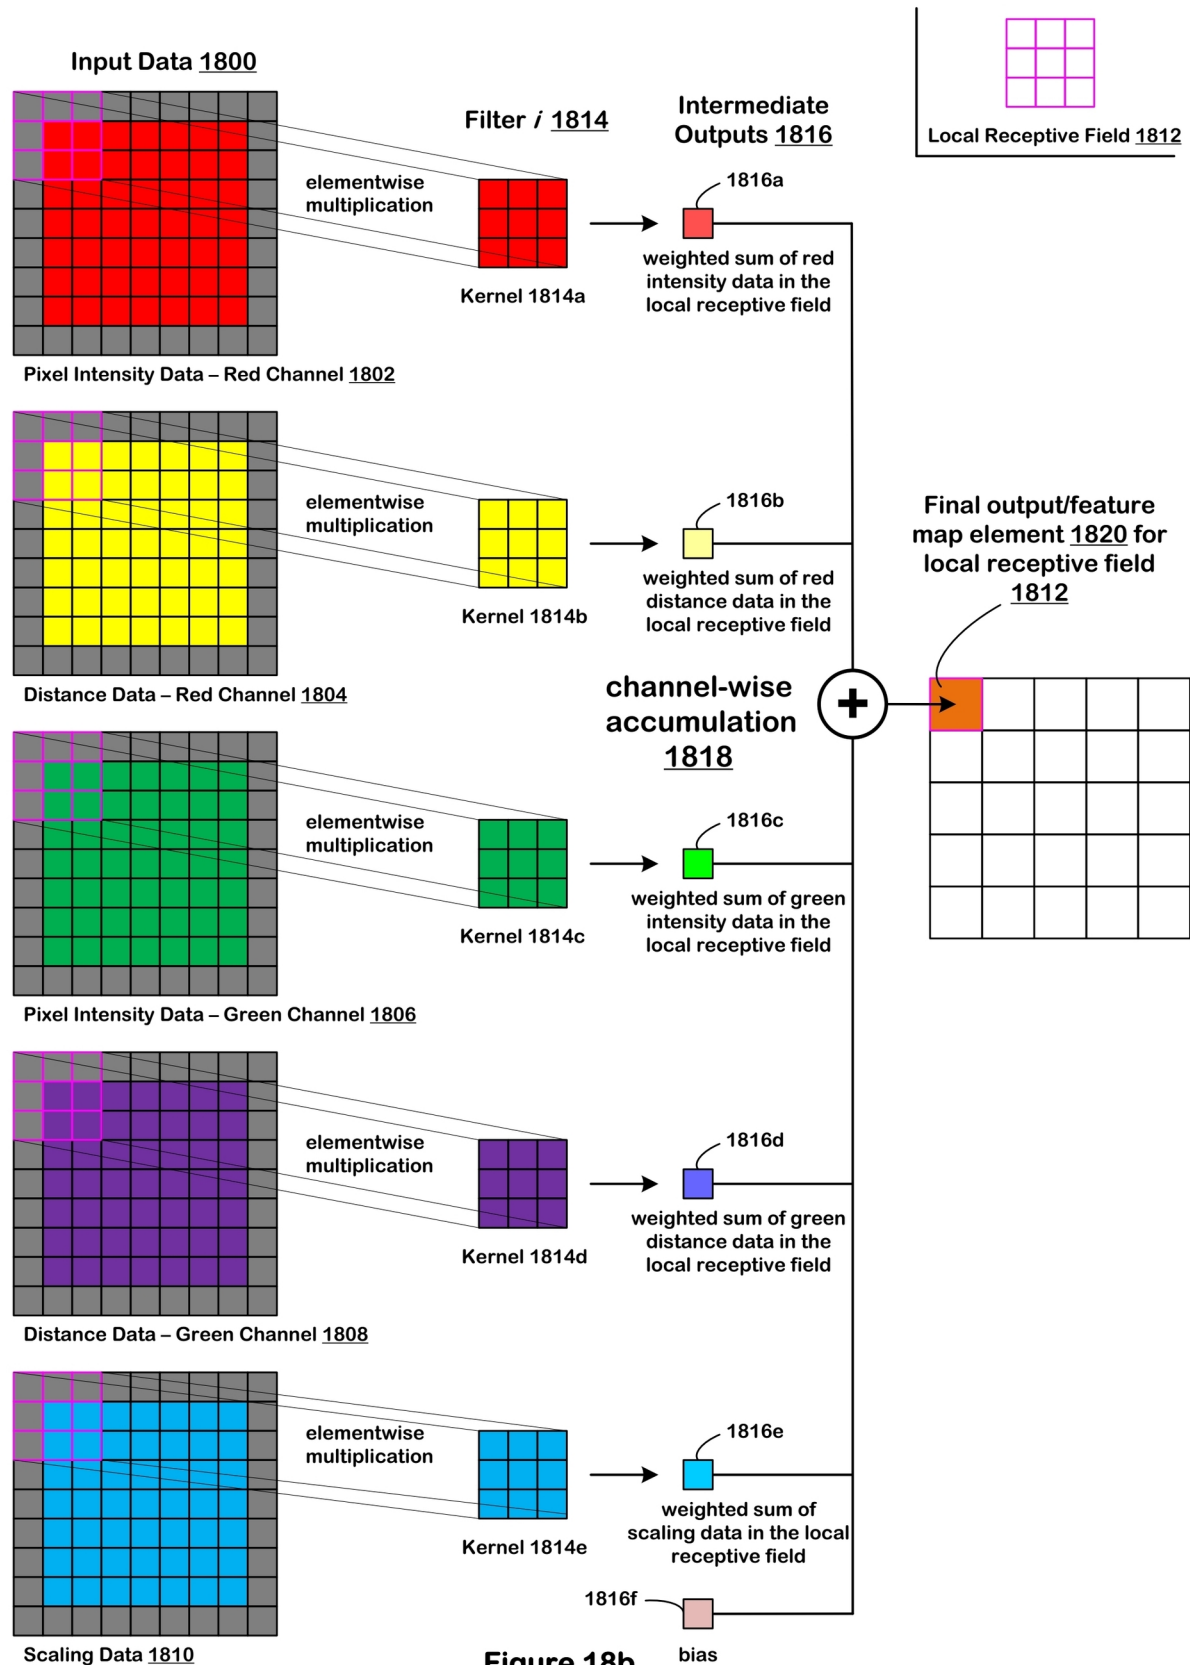 Input Data 1800
Filter i 1814
Intermediate
Outputs 1816
Local Receptive Field 1812
elementwise
multiplication
Kernel 1814a
1816a
weighted sum of red
intensity data in the
local receptive field
Pixel Intensity Data – Red Channel 1802
elementwise
multiplication
Kernel 1814b
1816b
weighted sum of red
distance data in the
local receptive field
Distance Data – Red Channel 1804
Final output/feature
map element 1820 for
local receptive field
1812
channel-wise
accumulation
1818
+
elementwise
multiplication
Kernel 1814c
1816c
weighted sum of green
intensity data in the
local receptive field
Pixel Intensity Data – Green Channel 1806
elementwise
multiplication
Kernel 1814d
1816d
weighted sum of green
distance data in the
local receptive field
Distance Data – Green Channel 1808
elementwise
multiplication
Kernel 1814e
1816e
weighted sum of
scaling data in the local
receptive field
1816f
bias
Scaling Data 1810
Figure 18b